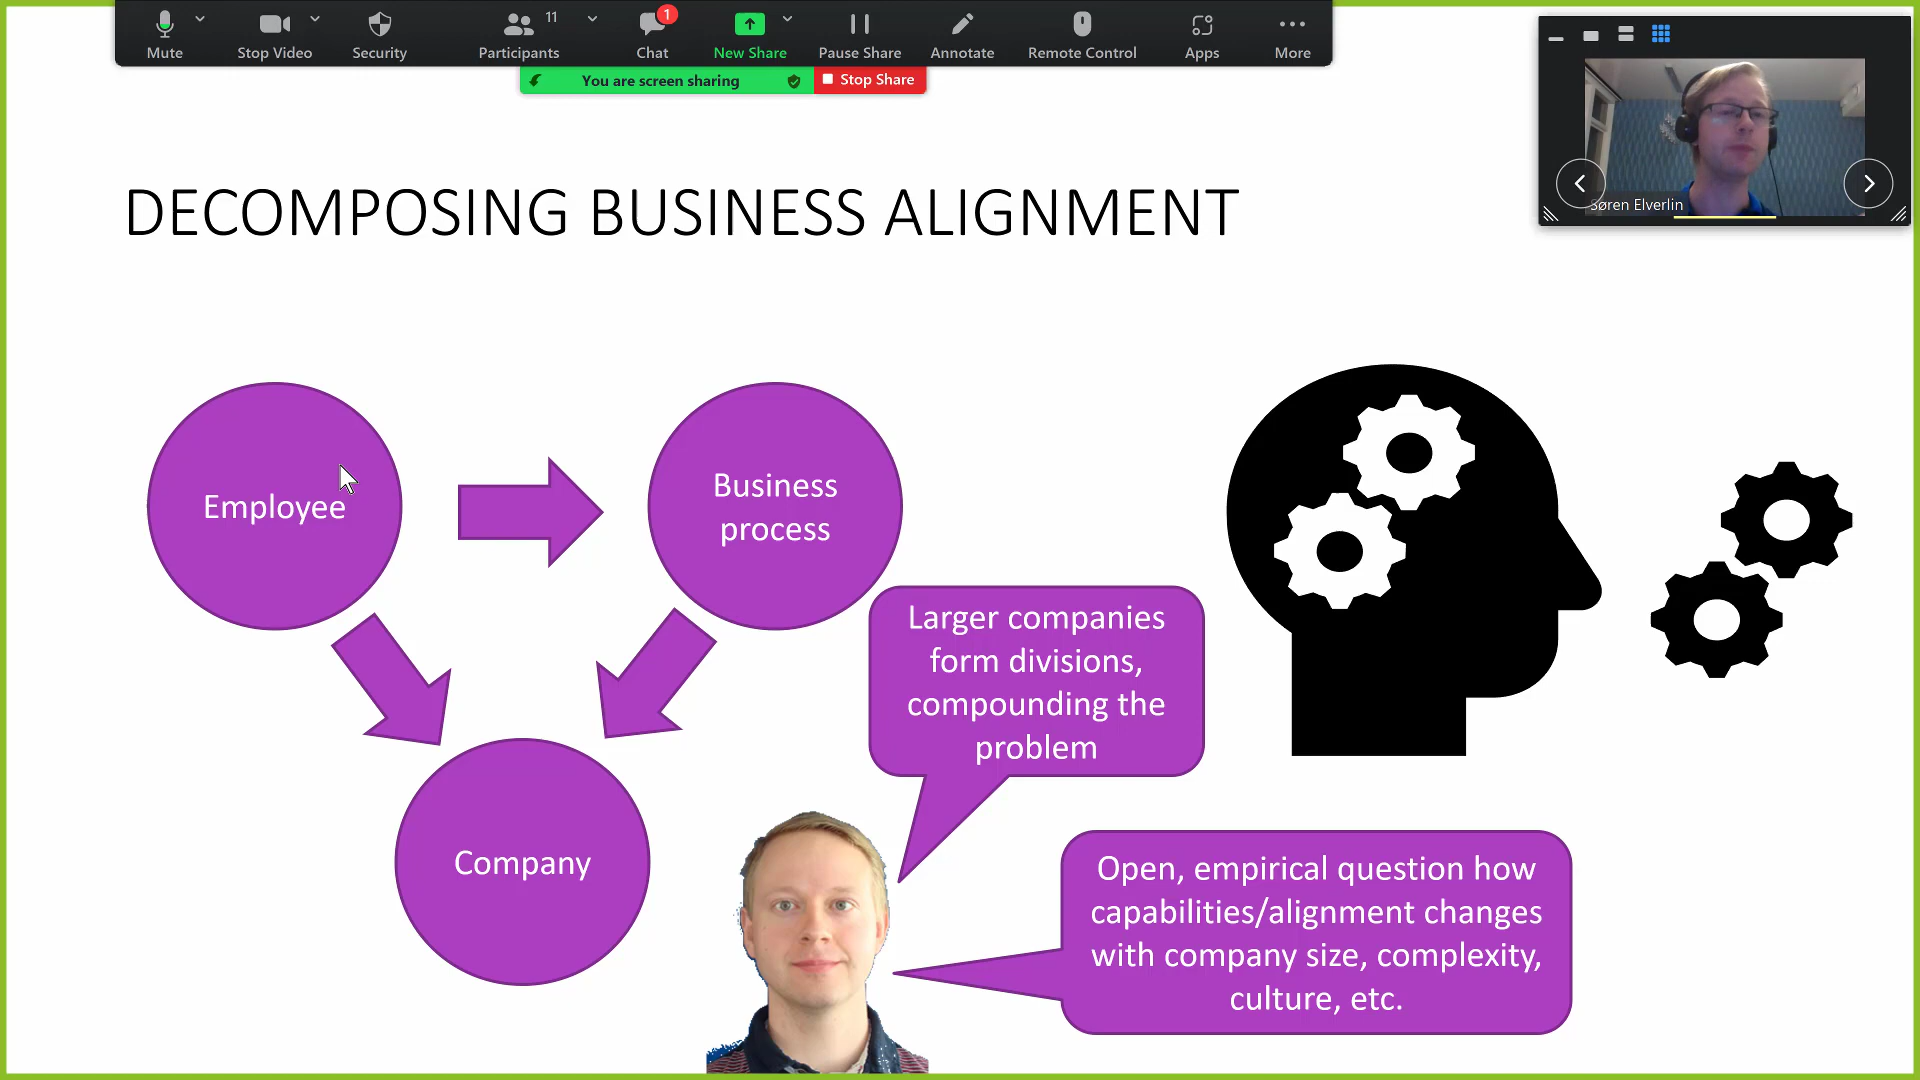 Mute
Stop Video
Security
Participants
11
Chat
1
New Share
Pause Share
Annotate
Remote Control
Apps
More
You are screen sharing
Stop Share
Søren Elverlin
DECOMPOSING BUSINESS ALIGNMENT
Employee
Business
process
Company
Larger companies
form divisions,
compounding the
problem
Open, empirical question how
capabilities/alignment changes
with company size, complexity,
culture, etc.